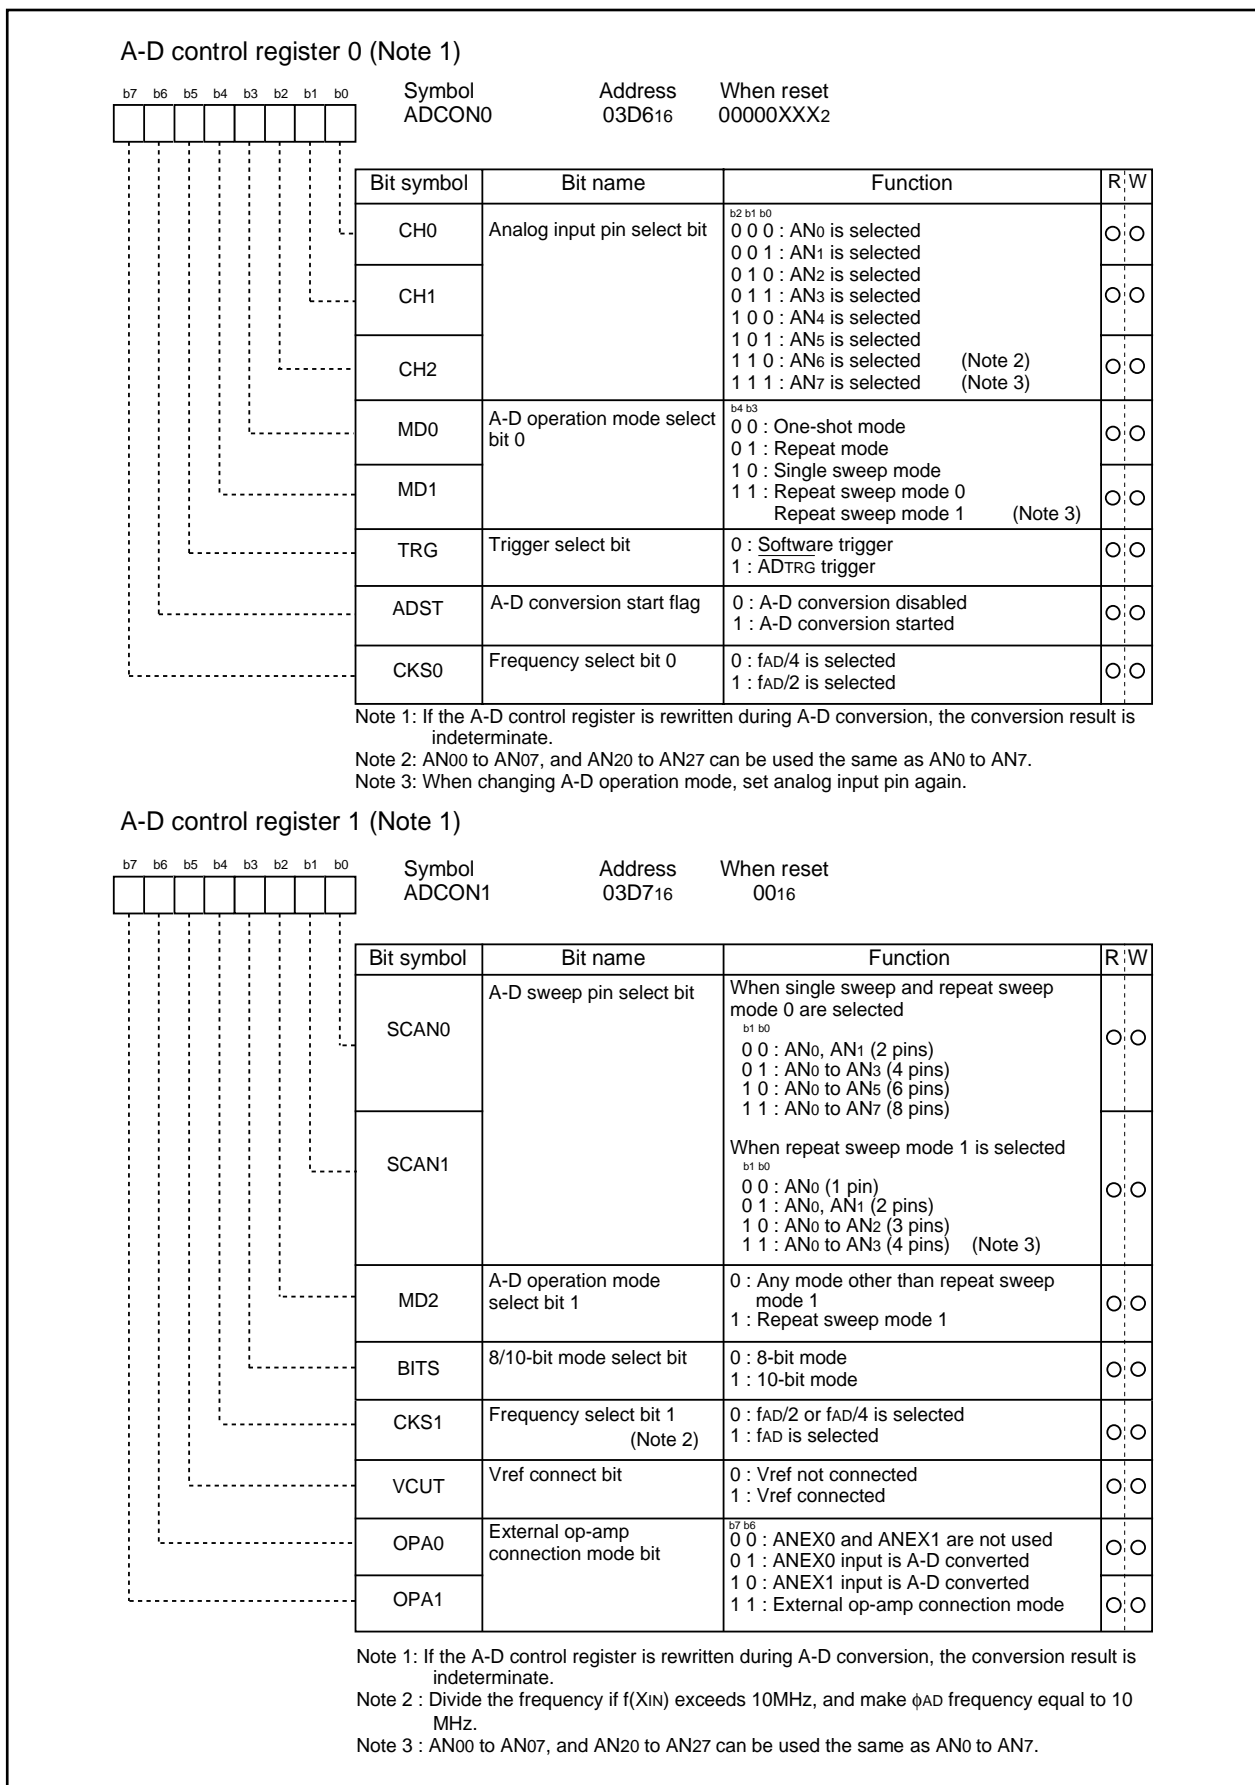 A-D control register 0 (Note 1)
b7 b6 b5 b4 b3 b2 b1 b0
Symbol Address When reset
ADCON0 03D616 00000XXX2
Bit symbol Bit name Function R W
CH0 Analog input pin select bit
b2 b1 b0
0 0 0 : AN0 is selected
0 0 1 : AN1 is selected
0 1 0 : AN2 is selected
CH1
0 1 1 : AN3 is selected
1 0 0 : AN4 is selected
1 0 1 : AN5 is selected
CH2
1 1 0 : AN6 is selected (Note 2)
1 1 1 : AN7 is selected (Note 3)
MD0 A-D operation mode select
bit 0
b4 b3
0 0 : One-shot mode
0 1 : Repeat mode
MD1
1 0 : Single sweep mode
1 1 : Repeat sweep mode 0
Repeat sweep mode 1 (Note 3)
TRG Trigger select bit 0 : Software trigger
1 : ADTRG trigger
ADST A-D conversion start flag 0 : A-D conversion disabled
1 : A-D conversion started
CKS0 Frequency select bit 0 0 : fAD/4 is selected
1 : fAD/2 is selected
Note 1: If the A-D control register is rewritten during A-D conversion, the conversion result is
indeterminate.
Note 2: AN00 to AN07, and AN20 to AN27 can be used the same as AN0 to AN7.
Note 3: When changing A-D operation mode, set analog input pin again.
A-D control register 1 (Note 1)
b7 b6 b5 b4 b3 b2 b1 b0
Symbol Address When reset
ADCON1 03D716 0016
Bit symbol Bit name Function R W
SCAN0 A-D sweep pin select bit
When single sweep and repeat sweep
mode 0 are selected
b1 b0
0 0 : AN0, AN1 (2 pins)
0 1 : AN0 to AN3 (4 pins)
1 0 : AN0 to AN5 (6 pins)
1 1 : AN0 to AN7 (8 pins)
SCAN1
When repeat sweep mode 1 is selected
b1 b0
0 0 : AN0 (1 pin)
0 1 : AN0, AN1 (2 pins)
1 0 : AN0 to AN2 (3 pins)
1 1 : AN0 to AN3 (4 pins) (Note 3)
MD2 A-D operation mode
select bit 1
0 : Any mode other than repeat sweep
mode 1
1 : Repeat sweep mode 1
BITS 8/10-bit mode select bit 0 : 8-bit mode
1 : 10-bit mode
CKS1 Frequency select bit 1
(Note 2)
0 : fAD/2 or fAD/4 is selected
1 : fAD is selected
VCUT Vref connect bit 0 : Vref not connected
1 : Vref connected
OPA0 External op-amp
connection mode bit
b7 b6
0 0 : ANEX0 and ANEX1 are not used
0 1 : ANEX0 input is A-D converted
OPA1
1 0 : ANEX1 input is A-D converted
1 1 : External op-amp connection mode
Note 1: If the A-D control register is rewritten during A-D conversion, the conversion result is
indeterminate.
Note 2 : Divide the frequency if f(XIN) exceeds 10MHz, and make ϕAD frequency equal to 10
MHz.
Note 3 : AN00 to AN07, and AN20 to AN27 can be used the same as AN0 to AN7.